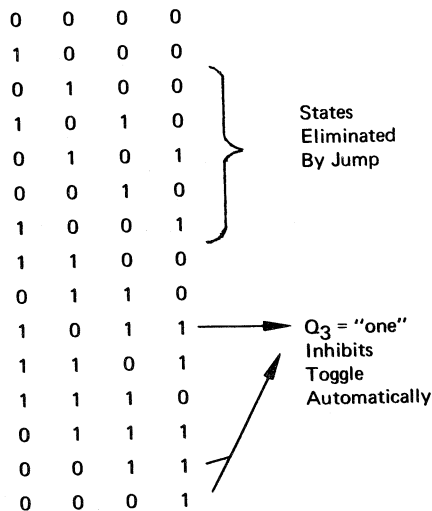 0 0 0 0
1 0 0 0
0 1 0 0
1 0 1 0
0 1 0 1
0 0 1 0
1 0 0 1
1 1 0 0
0 1 1 0
1 0 1 1
1 1 0 1
1 1 1 0
0 1 1 1
0 0 1 1
0 0 0 1
States
Eliminated
By Jump
Q3 = "one"
Inhibits
Toggle
Automatically